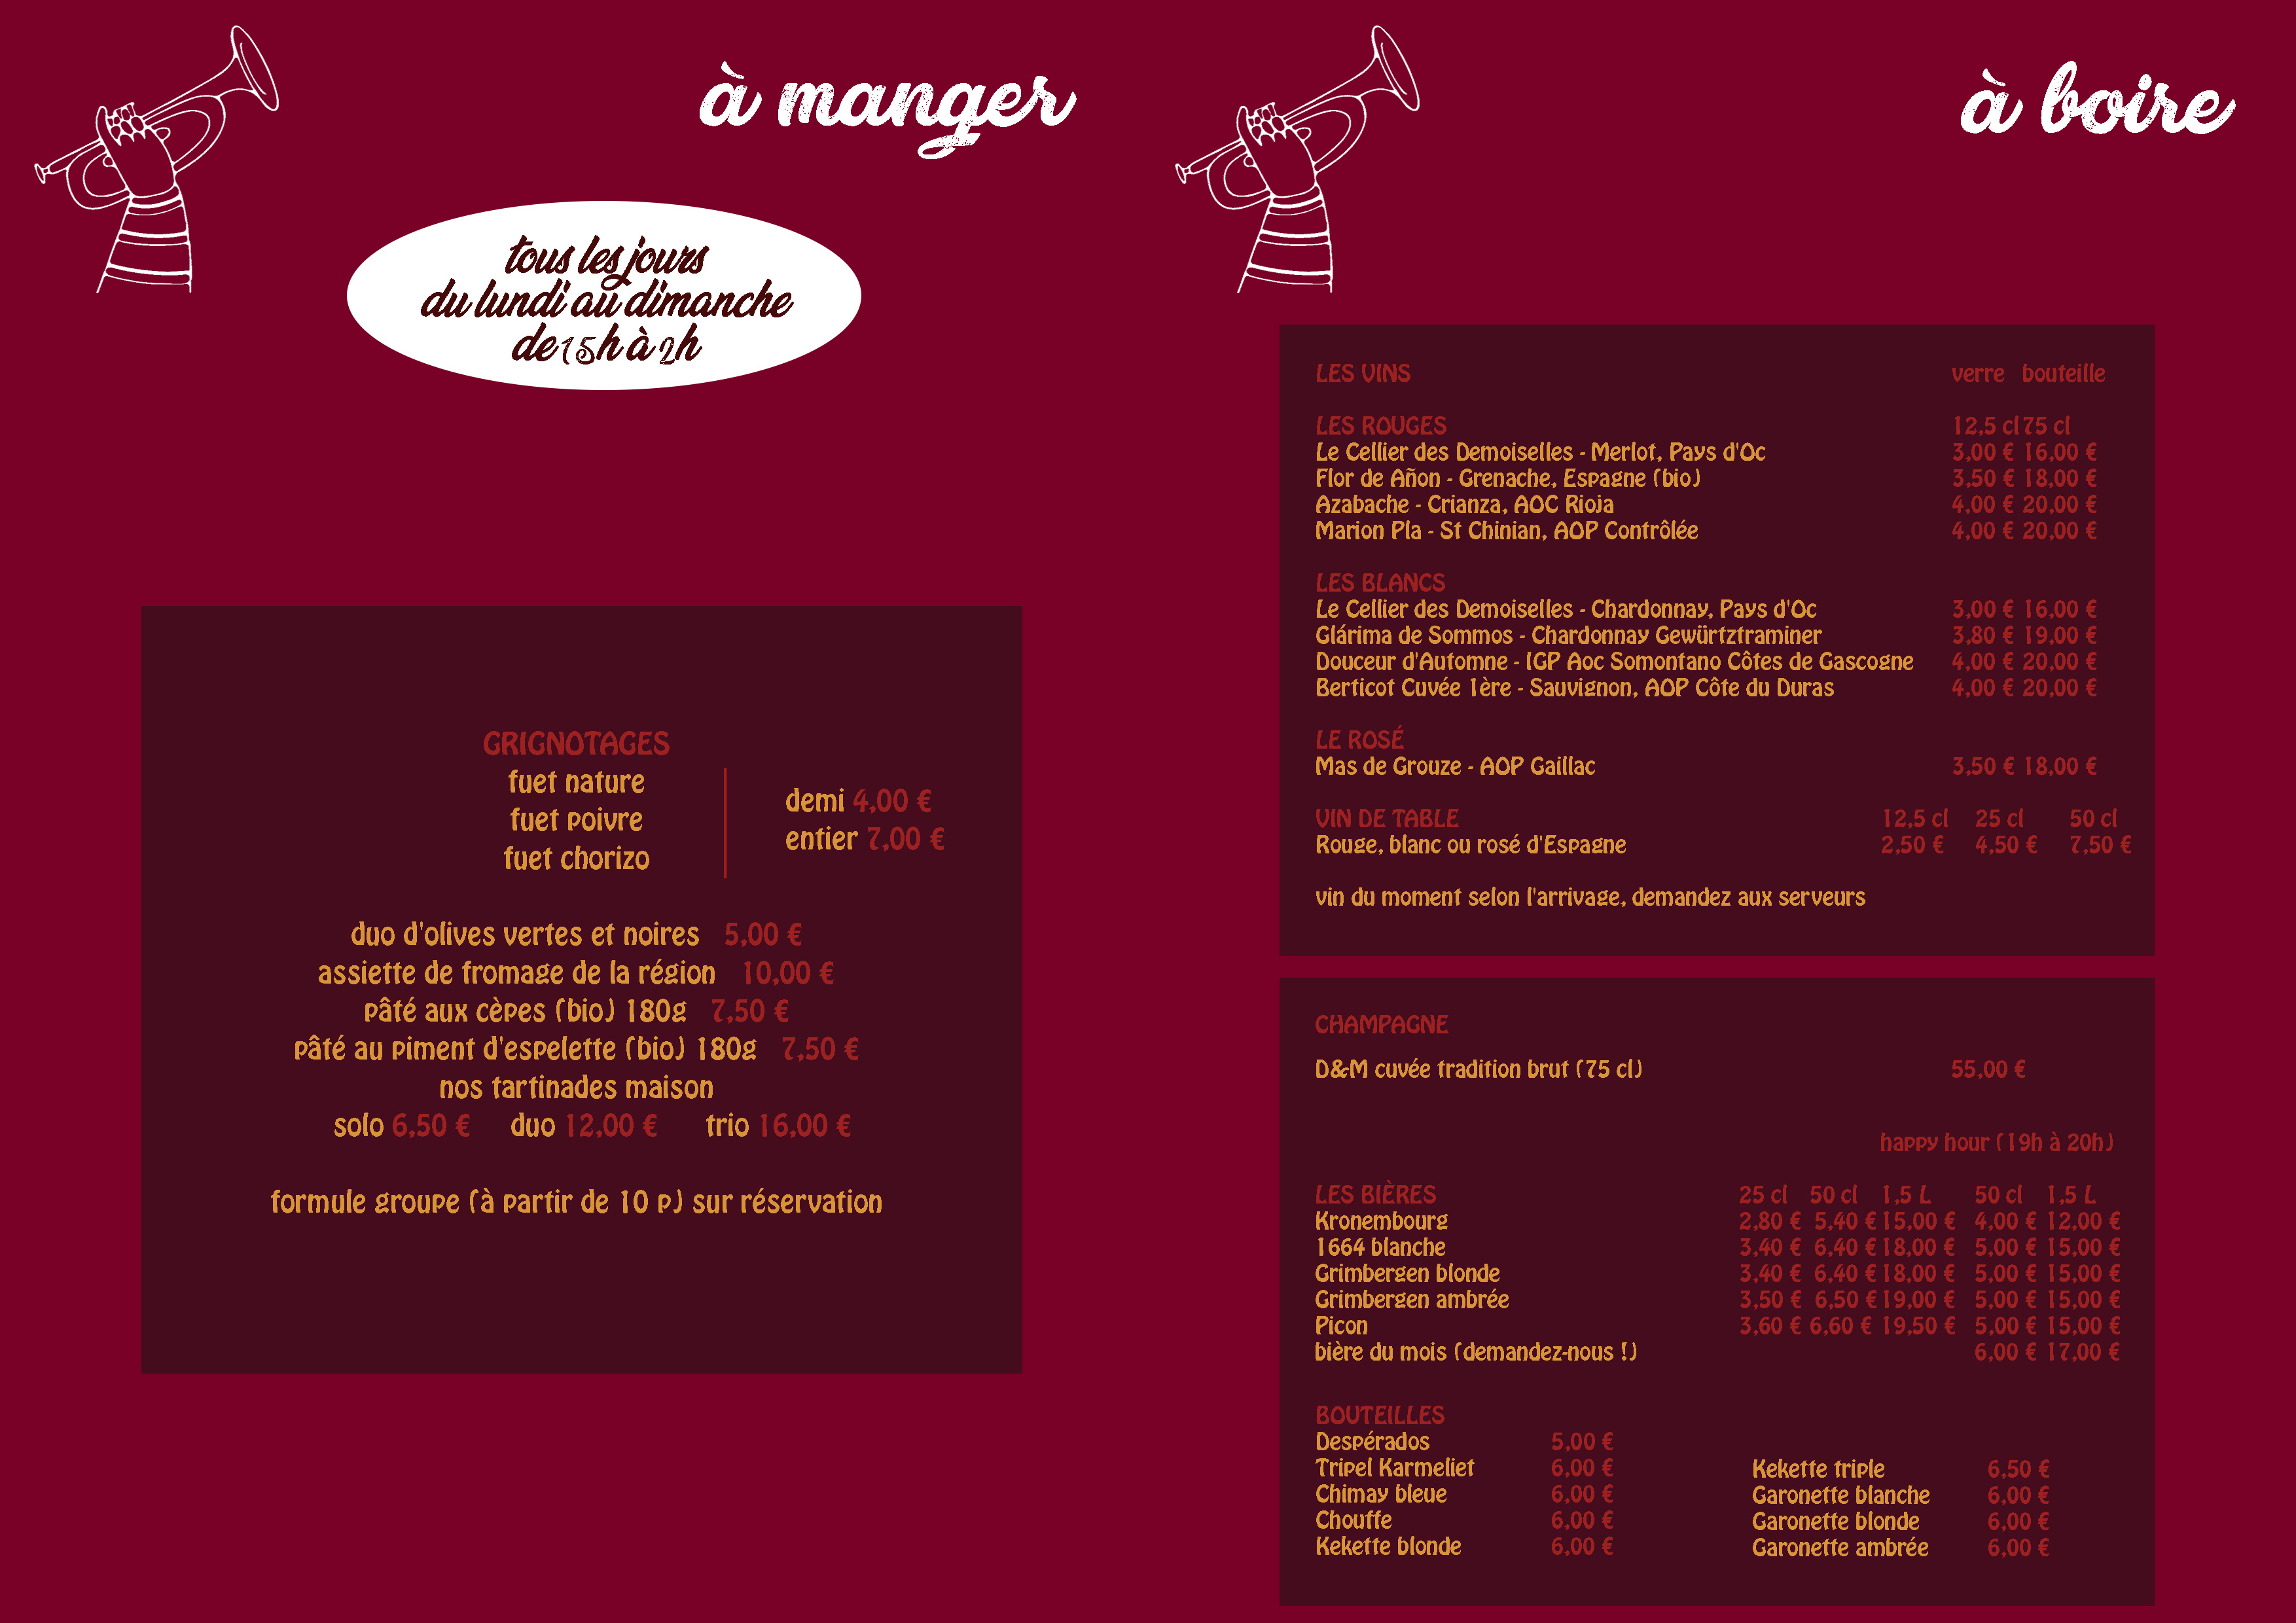 à manger
tous les jours
du lundi au dimanche
de 15h à 2h
GRIGNOTAGES
fuet nature
fuet poivre
fuet chorizo
demi 4,00 €
entier 7,00 €
duo d'olives vertes et noires 5,00 €
assiette de fromage de la région 10,00 €
pâté aux cèpes (bio) 180g 7,50 €
pâté au piment d'espelette (bio) 180g 7,50 €
nos tartinades maison
solo 6,50 € duo 12,00 € trio 16,00 €
formule groupe (à partir de 10 p) sur réservation
à boire
LES VINS verre bouteille
LES ROUGES 12,5 cl 75 cl
Le Cellier des Demoiselles - Merlot, Pays d'Oc 3,00 € 16,00 €
Flor de Añon - Grenache, Espagne (bio) 3,50 € 18,00 €
Azabache - Crianza, AOC Rioja 4,00 € 20,00 €
Marion Pla - St Chinian, AOP Contrôlée 4,00 € 20,00 €
LES BLANCS
Le Cellier des Demoiselles - Chardonnay, Pays d'Oc 3,00 € 16,00 €
Glárima de Sommos - Chardonnay Gewürtztraminer 3,80 € 19,00 €
Douceur d'Automne - IGP Aoc Somontano Côtes de Gascogne 4,00 € 20,00 €
Berticot Cuvée 1ère - Sauvignon, AOP Côte du Duras 4,00 € 20,00 €
LE ROSÉ
Mas de Grouze - AOP Gaillac 3,50 € 18,00 €
VIN DE TABLE 12,5 cl 25 cl 50 cl
Rouge, blanc ou rosé d'Espagne 2,50 € 4,50 € 7,50 €
vin du moment selon l'arrivage, demandez aux serveurs
CHAMPAGNE
D&M cuvée tradition brut (75 cl) 55,00 €
happy hour (19h à 20h)
LES BIÈRES 25 cl 50 cl 1,5 L 50 cl 1,5 L
Kronembourg 2,80 € 5,40 € 15,00 € 4,00 € 12,00 €
1664 blanche 3,40 € 6,40 € 18,00 € 5,00 € 15,00 €
Grimbergen blonde 3,40 € 6,40 € 18,00 € 5,00 € 15,00 €
Grimbergen ambrée 3,50 € 6,50 € 19,00 € 5,00 € 15,00 €
Picon 3,60 € 6,60 € 19,50 € 5,00 € 15,00 €
bière du mois (demandez-nous !) 6,00 € 17,00 €
BOUTEILLES
Despérados 5,00 €
Tripel Karmeliet 6,00 €
Chimay bleue 6,00 €
Chouffe 6,00 €
Kekette blonde 6,00 €
Kekette triple 6,50 €
Garonette blanche 6,00 €
Garonette blonde 6,00 €
Garonette ambrée 6,00 €